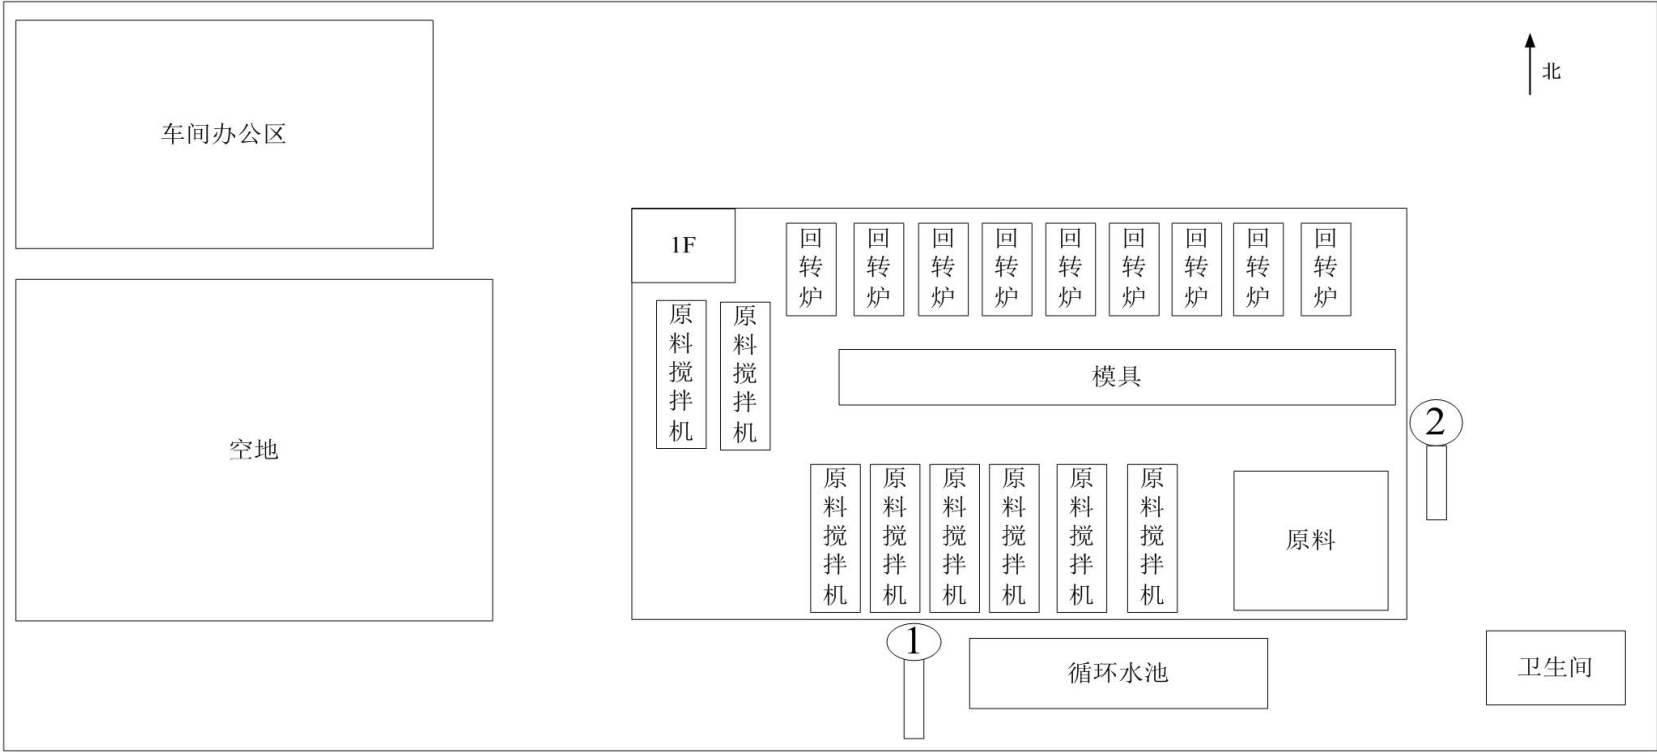 北
车间办公区
1F
回转炉
回转炉
回转炉
回转炉
回转炉
回转炉
回转炉
回转炉
回转炉
原料搅拌机
原料搅拌机
模具
2
空地
原料搅拌机
原料搅拌机
原料搅拌机
原料搅拌机
原料搅拌机
原料搅拌机
原料
1
循环水池
卫生间